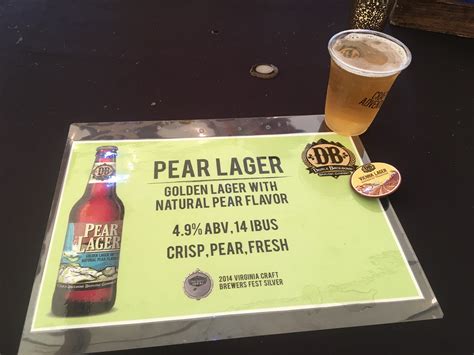 PEAR LAGER
GOLDEN LAGER WITH
NATURAL PEAR FLAVOR
4.9% ABV, 14 IBUS
CRISP, PEAR, FRESH
2014 VIRGINIA CRAFT
BREWERS FEST SILVER
DB
PEAR
LAGER
GOLDEN LAGER
NATURAL PEAR FLAVOR
DB
VIENNA LAGER